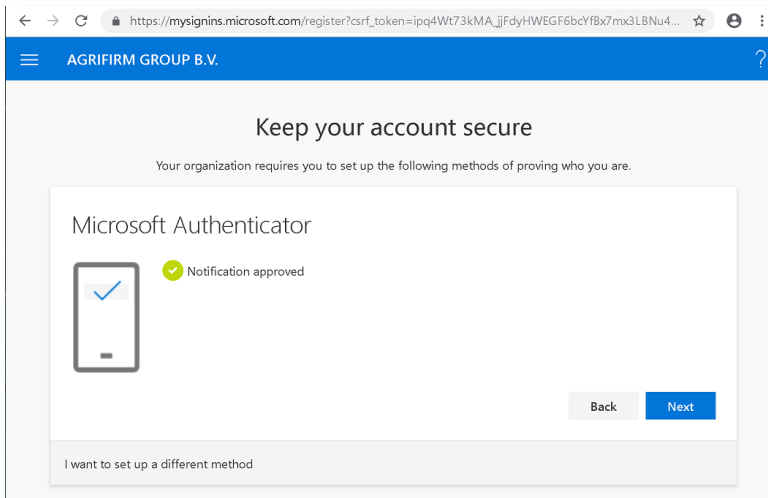 https://mysignins.microsoft.com/register?csrf_token=ipq4Wt73kMA_jjFdyHWEGF6bcYfBx7mx3LBNu4...
AGRIFIRM GROUP B.V.
?
Keep your account secure
Your organization requires you to set up the following methods of proving who you are.
Microsoft Authenticator
Notification approved
Back
Next
I want to set up a different method